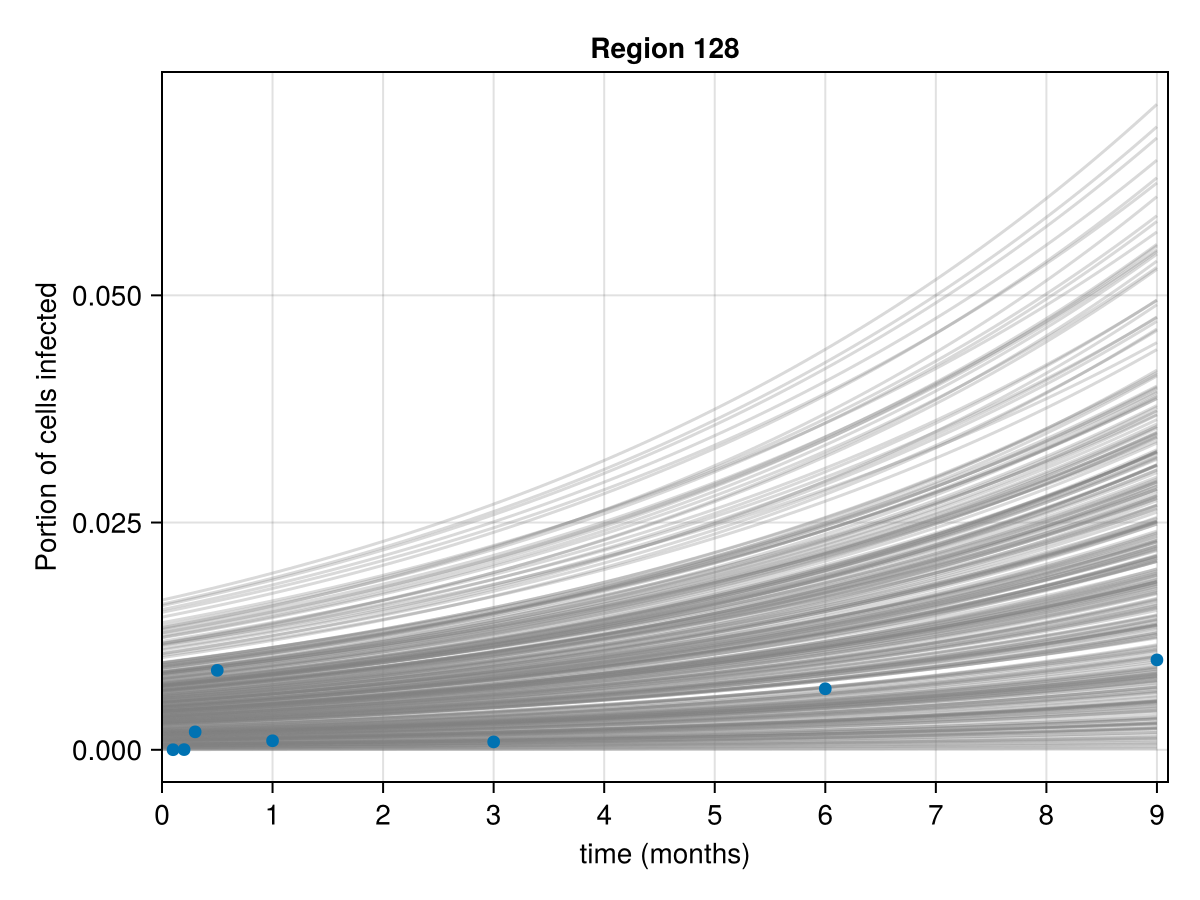 Region 128
Portion of cells infected
0.050
0.025
0.000
0 1 2 3 4 5 6 7 8 9
time (months)